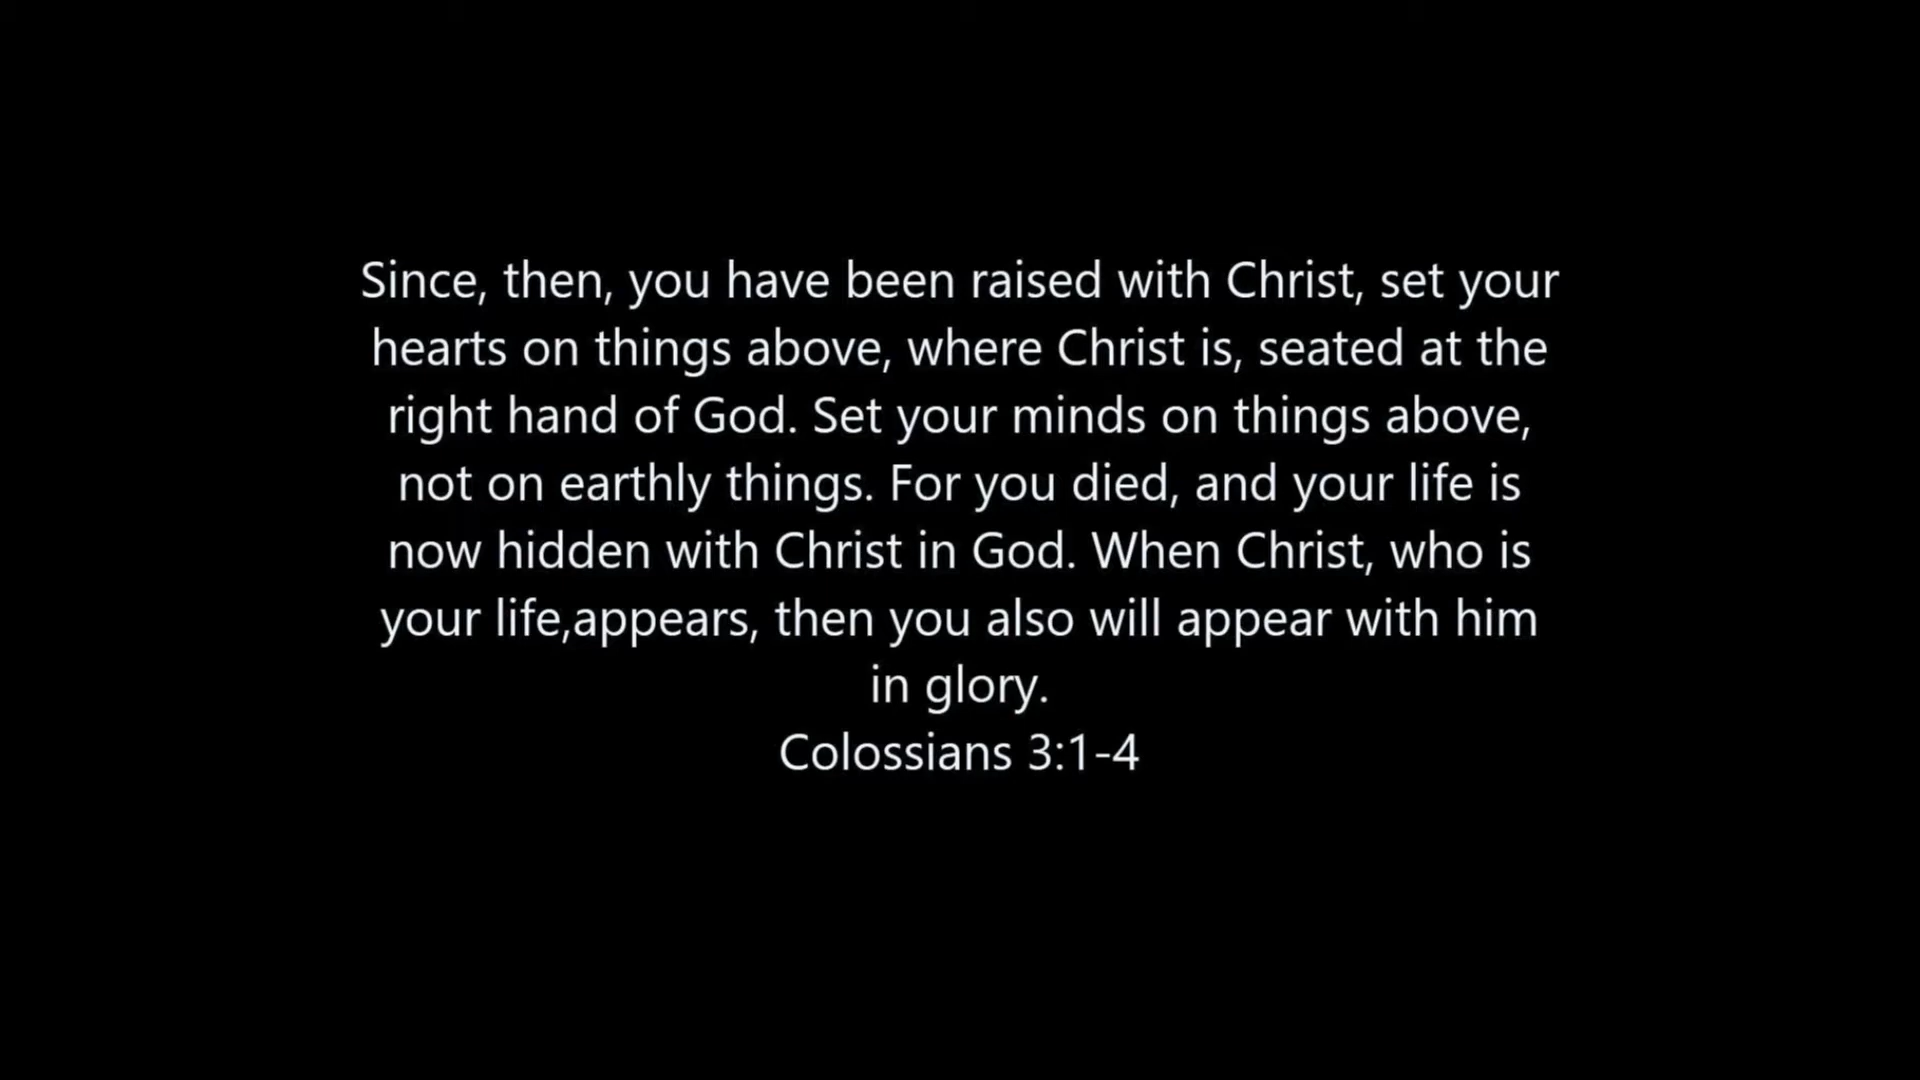 Since, then, you have been raised with Christ, set your
hearts on things above, where Christ is, seated at the
right hand of God. Set your minds on things above,
not on earthly things. For you died, and your life is
now hidden with Christ in God. When Christ, who is
your life,appears, then you also will appear with him
in glory.
Colossians 3:1-4